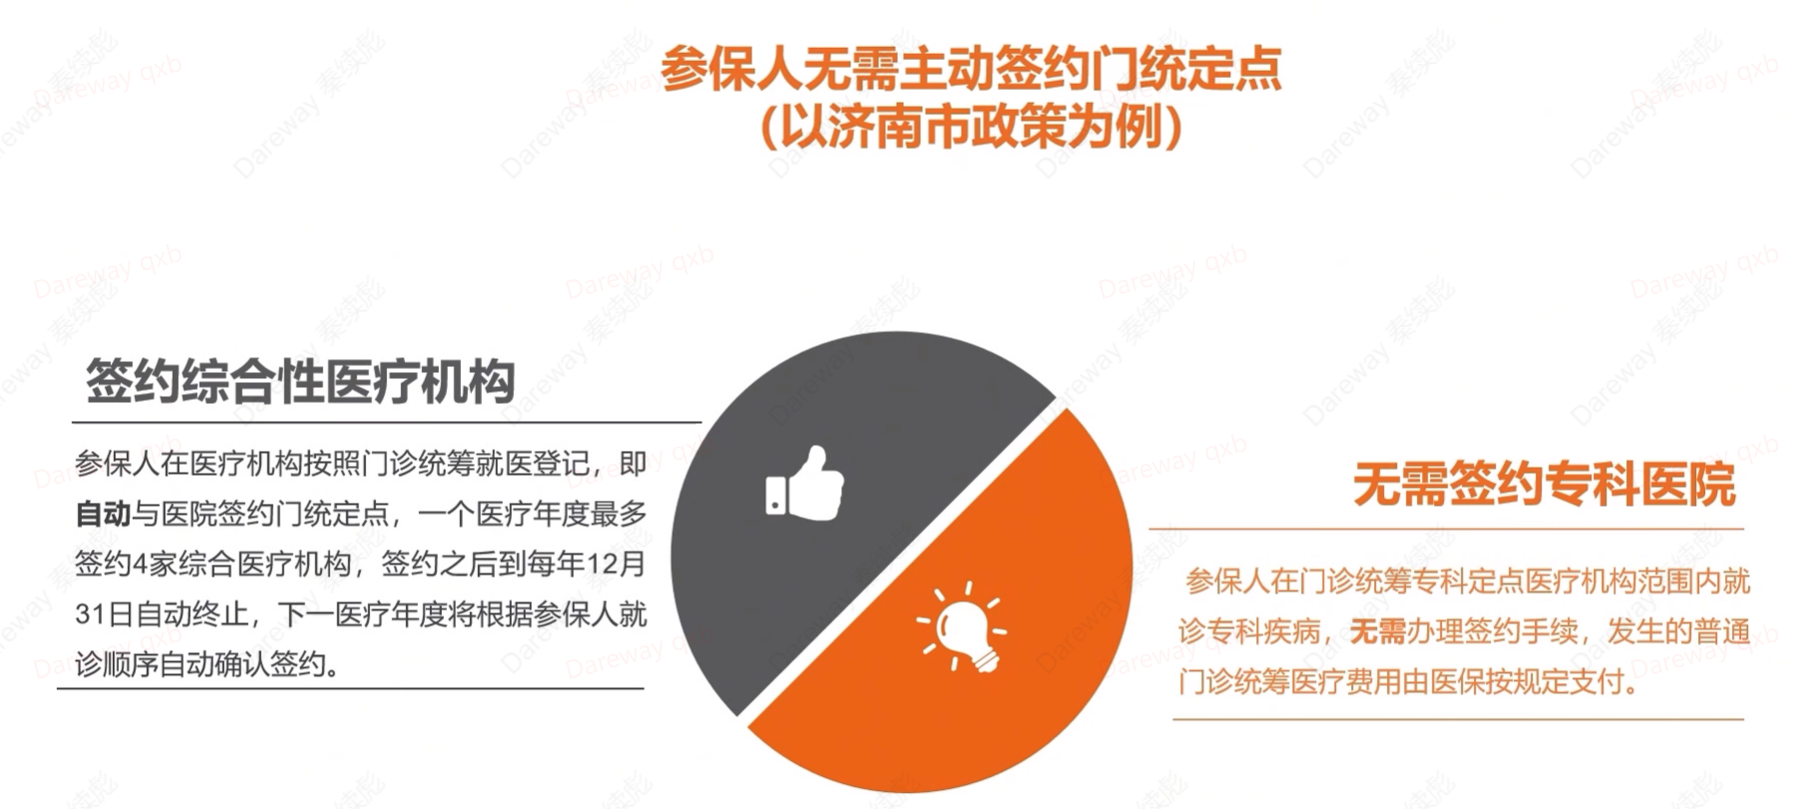 参保人无需主动签约门统定点
(以济南市政策为例)
签约综合性医疗机构
参保人在医疗机构按照门诊统筹就医登记，即
自动与医院签约门统定点，一个医疗年度最多
签约4家综合医疗机构，签约之后到每年12月
31日自动终止，下一医疗年度将根据参保人就
诊顺序自动确认签约。
无需签约专科医院
参保人在门诊统筹专科定点医疗机构范围内就
诊专科疾病，无需办理签约手续，发生的普通
门诊统筹医疗费用由医保按规定支付。
Dareway qxb
Dareway 秦续彪